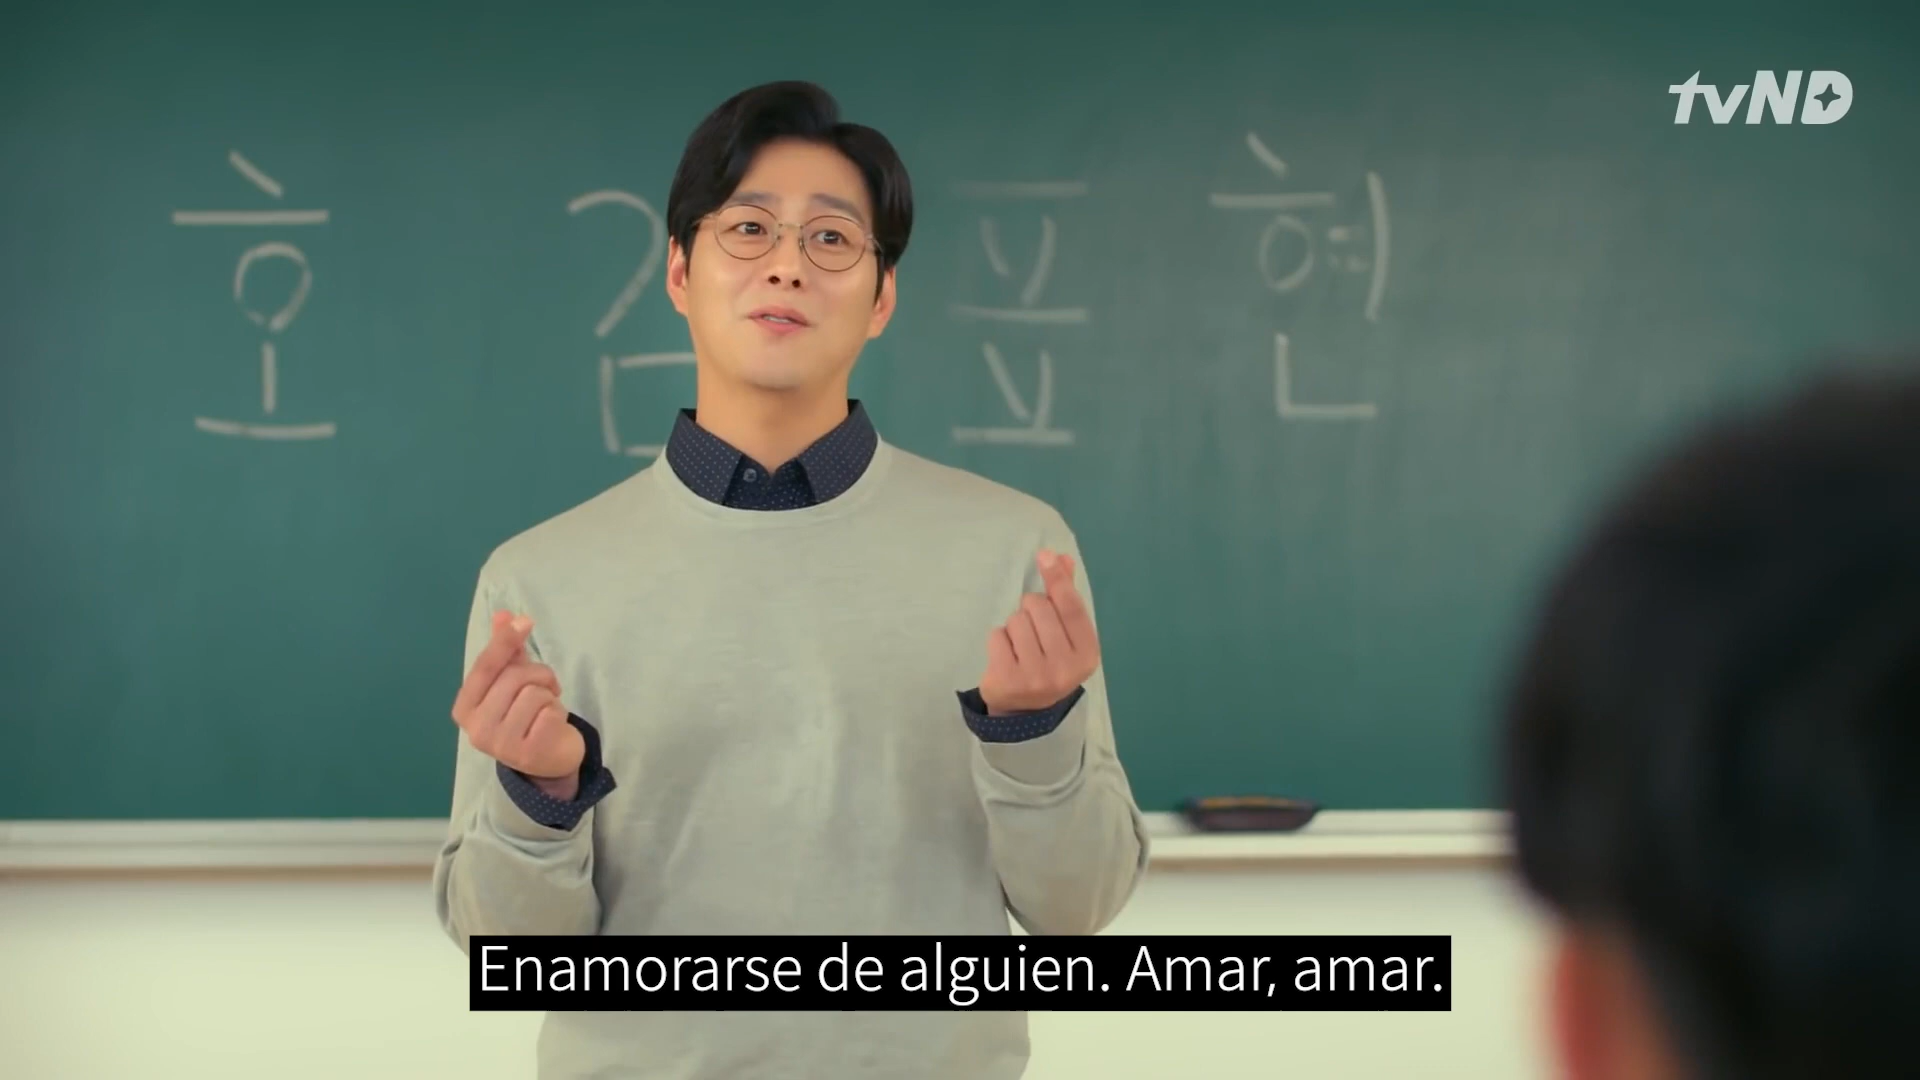 tvND
호감 표현
Enamorarse de alguien. Amar, amar.